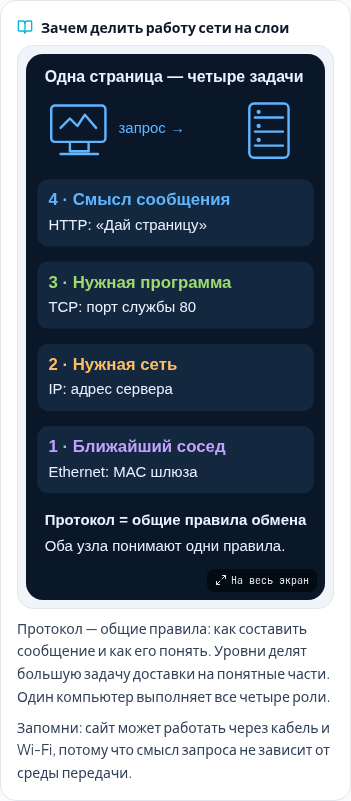 Зачем делить работу сети на слои
Одна страница — четыре задачи
запрос →
4 · Смысл сообщения
HTTP: «Дай страницу»
3 · Нужная программа
TCP: порт службы 80
2 · Нужная сеть
IP: адрес сервера
1 · Ближайший сосед
Ethernet: MAC шлюза
Протокол = общие правила обмена
Оба узла понимают одни правила.
На весь экран
Протокол — общие правила: как составить
сообщение и как его понять. Уровни делят
большую задачу доставки на понятные части.
Один компьютер выполняет все четыре роли.
Запомни: сайт может работать через кабель и
Wi-Fi, потому что смысл запроса не зависит от
среды передачи.